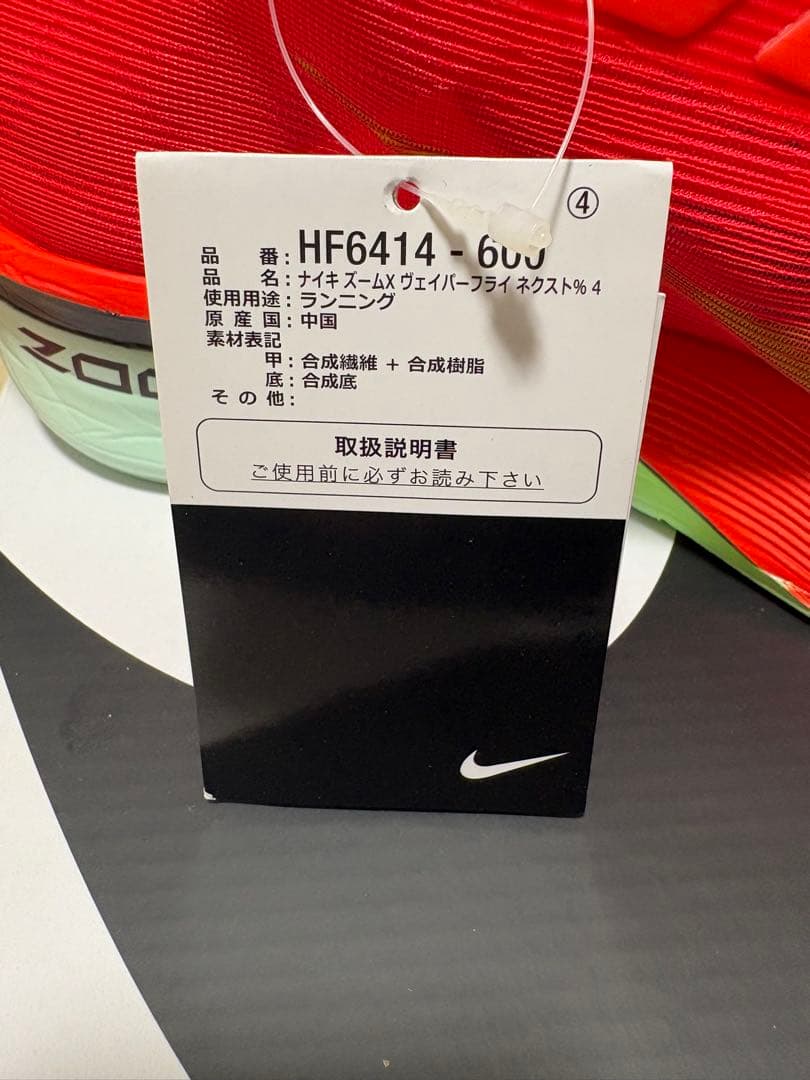 ④
品番：HF6414 - 600
品名：ナイキ ズームX ヴェイパーフライ ネクスト% 4
使用用途：ランニング
原産国：中国
素材表記
甲：合成繊維 + 合成樹脂
底：合成底
その他：
取扱説明書
ご使用前に必ずお読み下さい